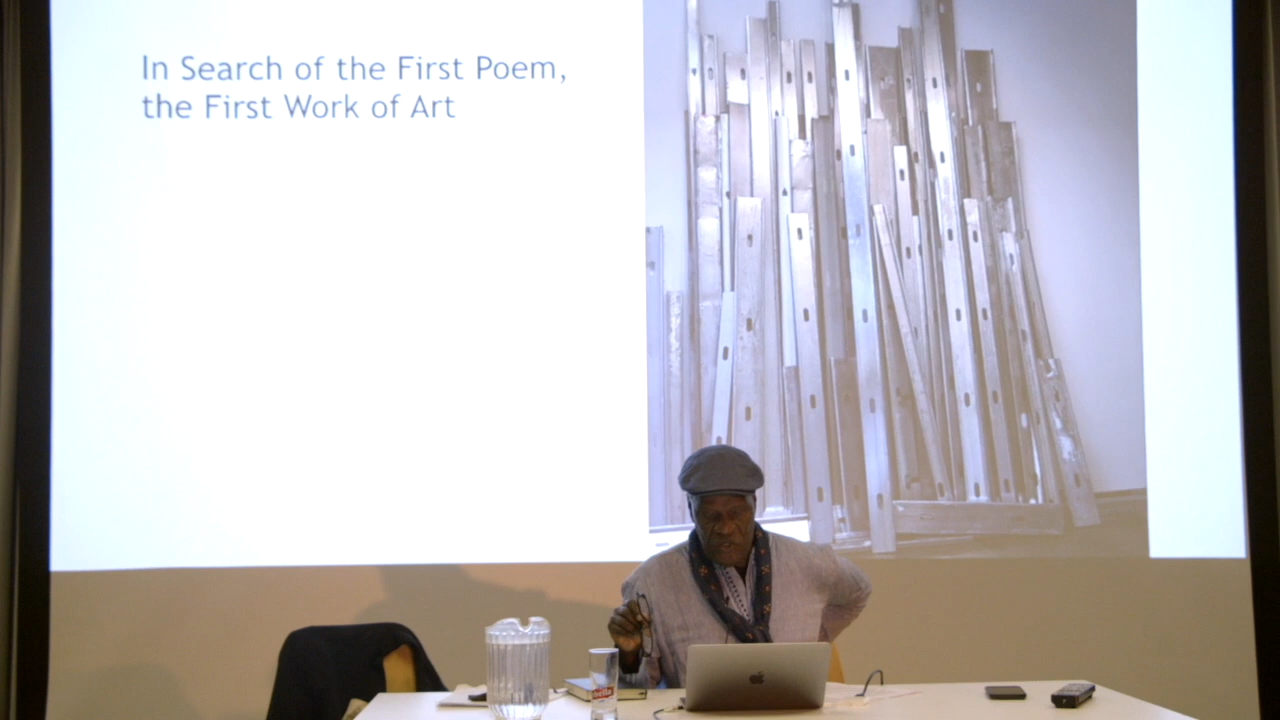 In Search of the First Poem,
the First Work of Art